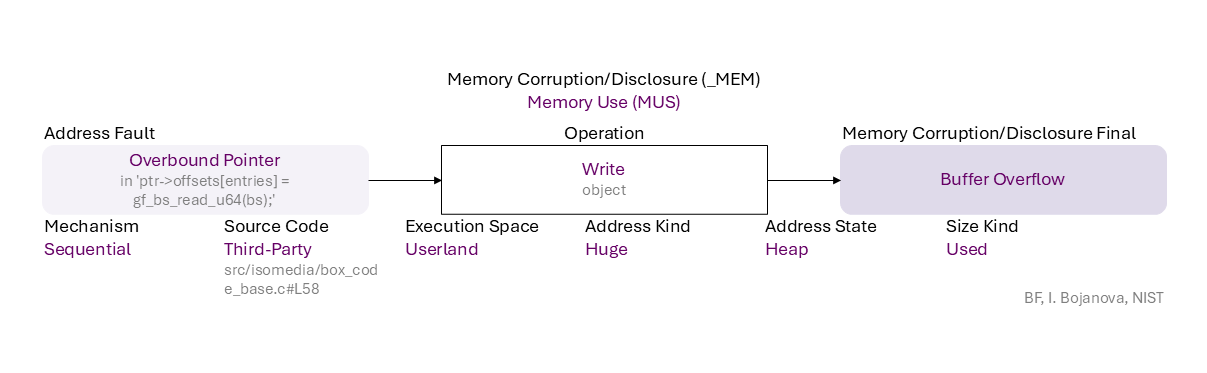 Memory Corruption/Disclosure (_MEM)
Memory Use (MUS)
Address Fault
Operation
Memory Corruption/Disclosure Final
Overbound Pointer
in 'ptr->offsets[entries] =
gf_bs_read_u64(bs);'
Write
object
Buffer Overflow
Mechanism
Source Code
Execution Space
Address Kind
Address State
Size Kind
Sequential
Third-Party
Userland
Huge
Heap
Used
src/isomedia/box_cod
e_base.c#L58
BF, I. Bojanova, NIST